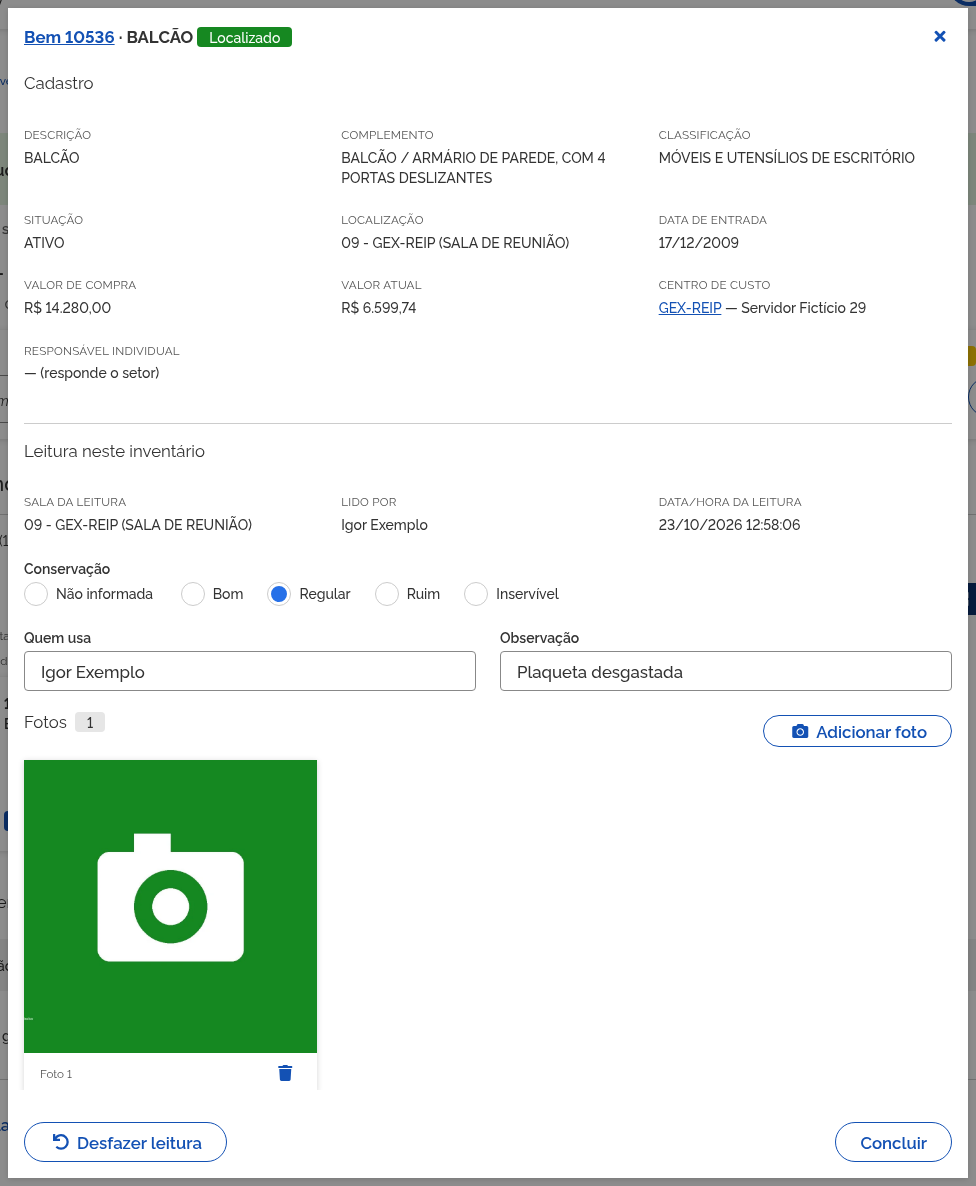 Bem 10536 · BALCÃO Localizado
Cadastro
DESCRIÇÃO
BALCÃO
COMPLEMENTO
BALCÃO / ARMÁRIO DE PAREDE, COM 4
PORTAS DESLIZANTES
CLASSIFICAÇÃO
MÓVEIS E UTENSÍLIOS DE ESCRITÓRIO
SITUAÇÃO
ATIVO
LOCALIZAÇÃO
09 - GEX-REIP (SALA DE REUNIÃO)
DATA DE ENTRADA
17/12/2009
VALOR DE COMPRA
R$ 14.280,00
VALOR ATUAL
R$ 6.599,74
CENTRO DE CUSTO
GEX-REIP — Servidor Fictício 29
RESPONSÁVEL INDIVIDUAL
— (responde o setor)
Leitura neste inventário
SALA DA LEITURA
09 - GEX-REIP (SALA DE REUNIÃO)
LIDO POR
Igor Exemplo
DATA/HORA DA LEITURA
23/10/2026 12:58:06
Conservação
Não informada Bom Regular Ruim Inservível
Quem usa
Igor Exemplo
Observação
Plaqueta desgastada
Fotos 1
Adicionar foto
Foto 1
Desfazer leitura
Concluir